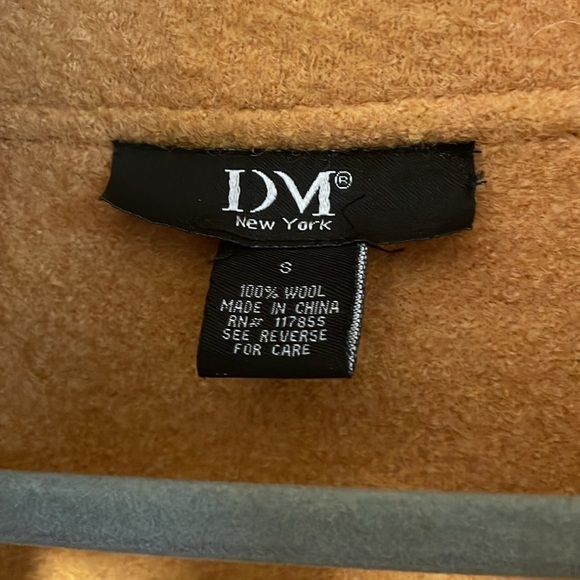 DM®
New York
S
100% WOOL
MADE IN CHINA
RN# 117855
SEE REVERSE
FOR CARE